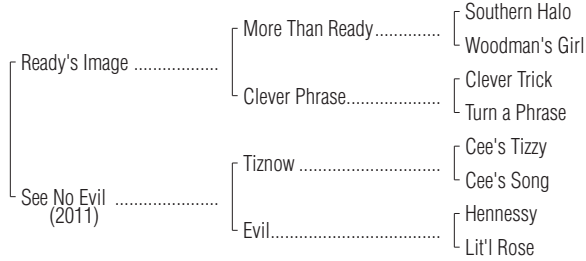 Southern Halo
More Than Ready..............
Woodman's Girl
Ready's Image ..................
Clever Trick
Clever Phrase....................
Turn a Phrase
Cee's Tizzy
Tiznow ..............................
Cee's Song
See No Evil ......................
(2011)
Hennessy
Evil....................................
Lit'l Rose